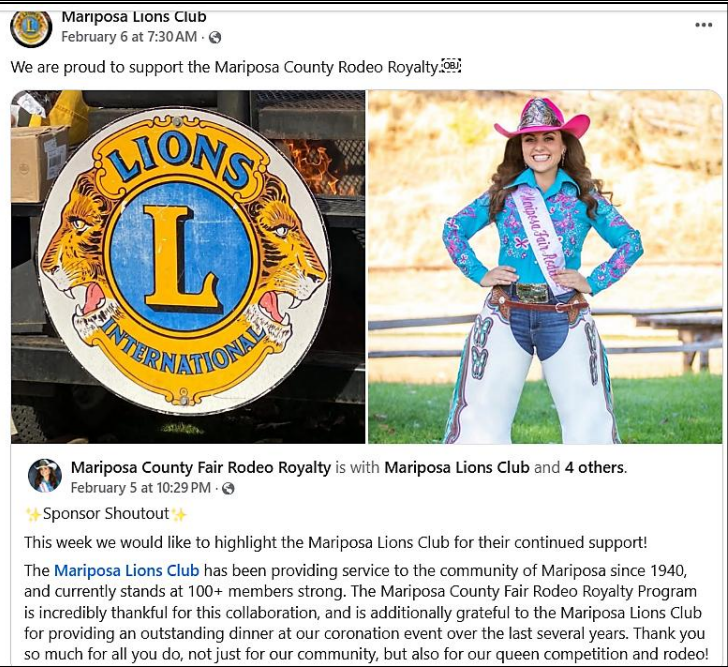 Mariposa Lions Club
February 6 at 7:30 AM ·
We are proud to support the Mariposa County Rodeo Royalty.OBJ
LIONS
L
INTERNATIONAL
Mariposa Fair Rodeo
Mariposa County Fair Rodeo Royalty is with Mariposa Lions Club and 4 others.
February 5 at 10:29 PM ·
✨Sponsor Shoutout✨
This week we would like to highlight the Mariposa Lions Club for their continued support!
The Mariposa Lions Club has been providing service to the community of Mariposa since 1940,
and currently stands at 100+ members strong. The Mariposa County Fair Rodeo Royalty Program
is incredibly thankful for this collaboration, and is additionally grateful to the Mariposa Lions Club
for providing an outstanding dinner at our coronation event over the last several years. Thank you
so much for all you do, not just for our community, but also for our queen competition and rodeo!